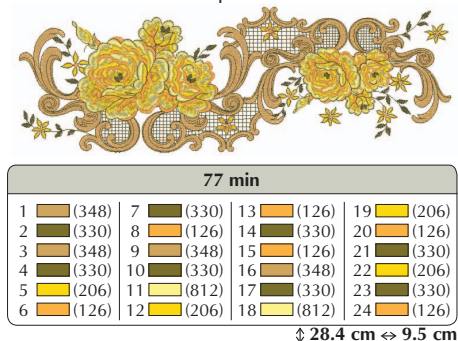 77 min
1 (348) 7 (330) 13 (126) 19 (206)
2 (330) 8 (126) 14 (330) 20 (126)
3 (348) 9 (348) 15 (126) 21 (330)
4 (330) 10 (330) 16 (348) 22 (206)
5 (206) 11 (812) 17 (330) 23 (330)
6 (126) 12 (206) 18 (812) 24 (126)
⇕ 28.4 cm ⇔ 9.5 cm